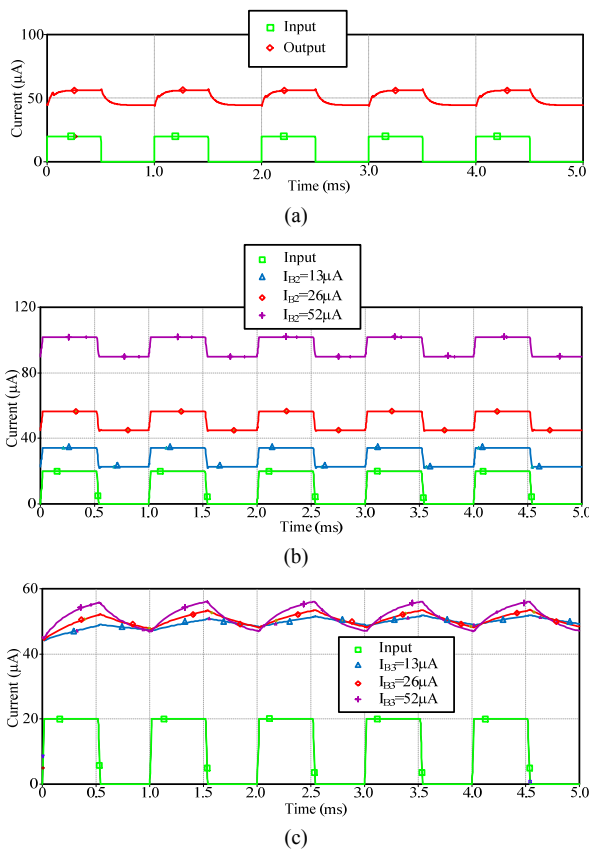 Input
Output
100
50
0
Current (μA)
0 1.0 2.0 3.0 4.0 5.0
Time (ms)
(a)
Input
IB2=13μA
IB2=26μA
IB2=52μA
120
80
40
0
Current (μA)
0 0.5 1.0 1.5 2.0 2.5 3.0 3.5 4.0 4.5 5.0
Time (ms)
(b)
60
40
20
0
Current (μA)
Input
IB3=13μA
IB3=26μA
IB3=52μA
0 0.5 1.0 1.5 2.0 2.5 3.0 3.5 4.0 4.5 5.0
Time (ms)
(c)